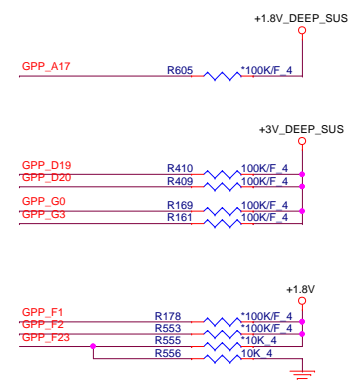 +1.8V_DEEP_SUS
GPP_A17 R605 *100K/F_4
+3V_DEEP_SUS
GPP_D19 R410 100K/F_4
GPP_D20 R409 100K/F_4
GPP_G0 R169 100K/F_4
GPP_G3 R161 100K/F_4
+1.8V
GPP_F1 R178 *100K/F_4
GPP_F2 R553 *100K/F_4
GPP_F23 R555 *10K_4
R556 10K_4